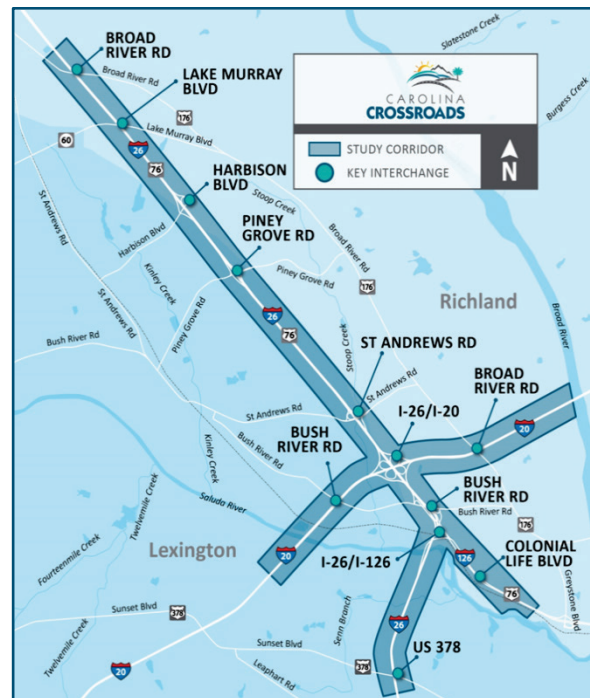 BROAD
RIVER RD
Broad River Rd
176
LAKE MURRAY
BLVD
Lake Murray Blvd
60
26
76
Slatestone Creek
Burgess Creek
CAROLINA
CROSSROADS
STUDY CORRIDOR
KEY INTERCHANGE
N
HARBISON
BLVD
Harbison Blvd
St Andrews Rd
Stoop Creek
PINEY
GROVE RD
Piney Grove Rd
Broad River Rd
176
Kinley Creek
Piney Grove Rd
St Andrews Rd
Bush River Rd
26
76
Richland
Broad River
Stoop Creek
ST ANDREWS RD
St Andrews Rd
BROAD
RIVER RD
I-26/I-20
20
St Andrews Rd
BUSH
RIVER RD
Bush River Rd
Kinley Creek
Saluda River
BUSH
RIVER RD
Bush River Rd
176
Twelvemile Creek
Fourteenmile Creek
Lexington
20
I-26/I-126
126
COLONIAL
LIFE BLVD
76
Greystone Blvd
Twelvemile Creek
Sunset Blvd
378
Senn Branch
26
Sunset Blvd
378
Leaphart Rd
US 378
20